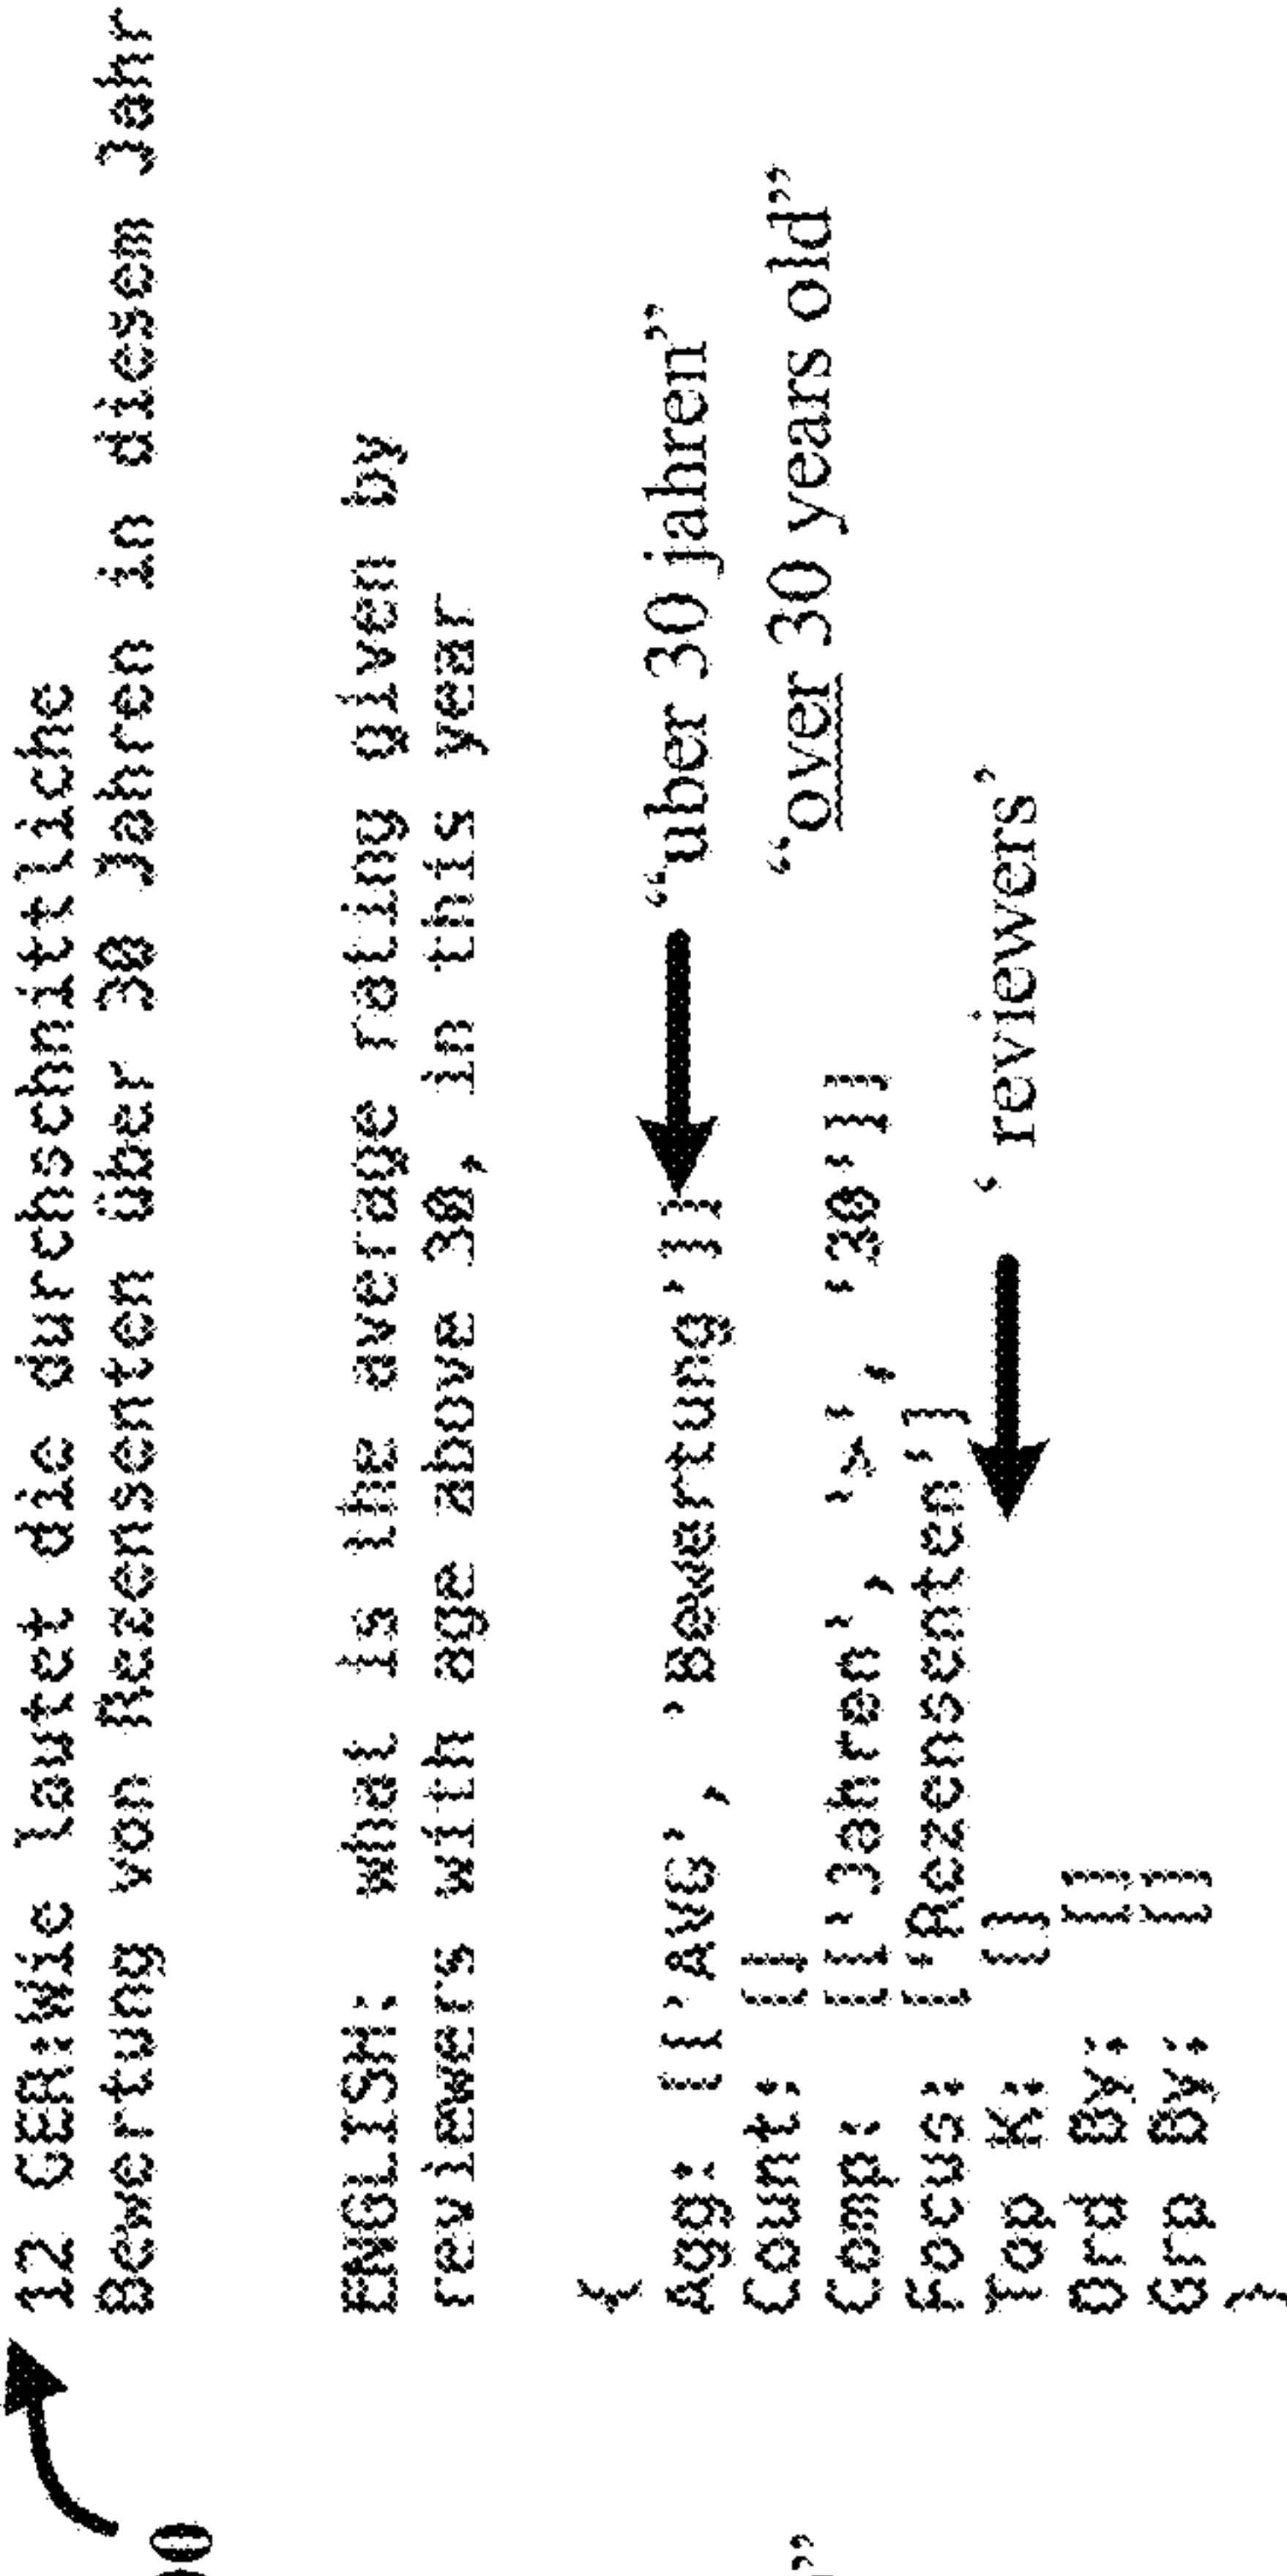 12 GER:Wie lautet die durchschnittliche
Bewertung von Rezensenten über 30 Jahren in diesem Jahr
ENGLISH: what is the average rating given by
reviewers with age above 30, in this year
{
Agg: [['AVG', 'Bewertung']]
“uber 30 jahren”
Count: []
“over 30 years old”
Comp: [['Jahren', '>', '30']]
Focus: ['Rezensenten']
‘ reviewers’
Top K: []
Ord By: []
Grp By: []
}
”